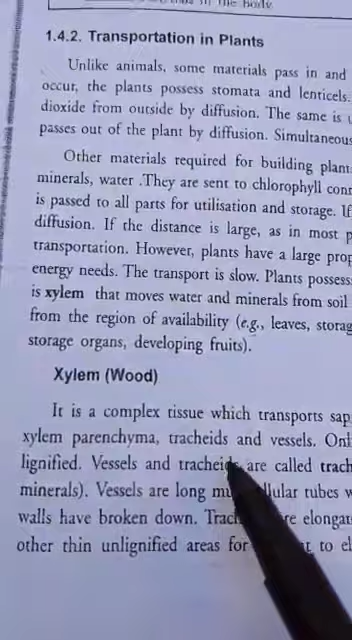 in the Body
1.4.2. Transportation in Plants
Unlike animals, some materials pass in and
occur, the plants possess stomata and lenticels.
dioxide from outside by diffusion. The same is
passes out of the plant by diffusion. Simultaneous
Other materials required for building plant
minerals, water .They are sent to chlorophyll
is passed to all parts for utilisation and storage. If
diffusion. If the distance is large, as in most
transportation. However, plants have a large
energy needs. The transport is slow. Plants possess
is xylem that moves water and minerals from soil
from the region of availability (e.g., leaves,
storage organs, developing fruits).
Xylem (Wood)
It is a complex tissue which transports sap
xylem parenchyma, tracheids and vessels.
lignified. Vessels and tracheids are called
minerals). Vessels are long tubes
walls have broken down.
other thin unlignified areas for to